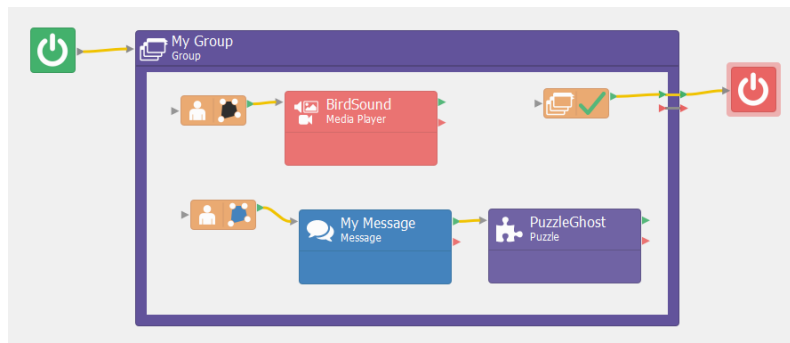 My Group
Group
BirdSound
Media Player
My Message
Message
PuzzleGhost
Puzzle